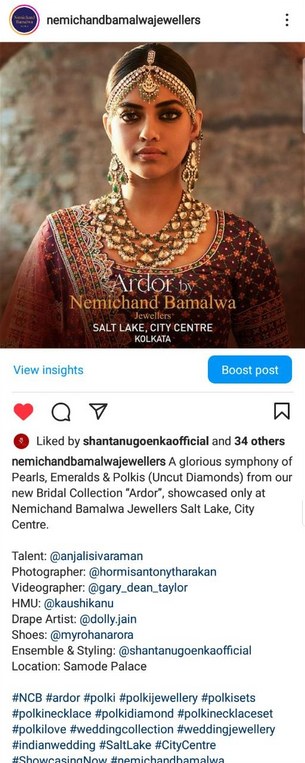 nemichandbamalwajewellers
Ardor by
Nemichand Bamalwa
Jewellers
SALT LAKE, CITY CENTRE
KOLKATA
View insights
Boost post
Liked by shantanugoenkaofficial and 34 others
nemichandbamalwajewellers A glorious symphony of
Pearls, Emeralds & Polkis (Uncut Diamonds) from our
new Bridal Collection “Ardor”, showcased only at
Nemichand Bamalwa Jewellers Salt Lake, City
Centre.
Talent: @anjalisivaraman
Photographer: @hormisantonytharakan
Videographer: @gary_dean_taylor
HMU: @kaushikanu
Drape Artist: @dolly.jain
Shoes: @myrohanarora
Ensemble & Styling: @shantanugoenkaofficial
Location: Samode Palace
#NCB #ardor #polki #polkijewellery #polkisets
#polkinecklace #polkidiamond #polkinecklaceset
#polkilove #weddingcollection #weddingjewellery
#indianwedding #SaltLake #CityCentre
#ShowcasingNow #nemichandbamalwa